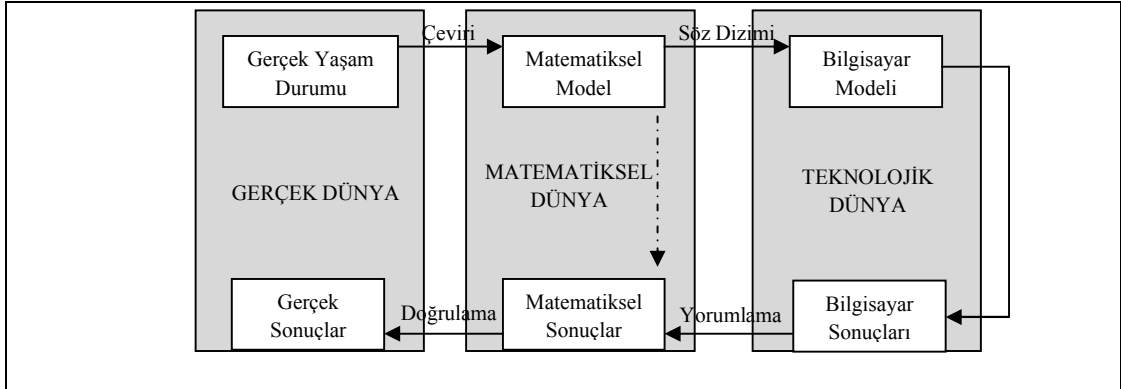 Çeviri
Söz Dizimi
Gerçek Yaşam
Durumu
Matematiksel
Model
Bilgisayar
Modeli
GERÇEK DÜNYA
MATEMATİKSEL
DÜNYA
TEKNOLOJİK
DÜNYA
Gerçek
Sonuçlar
Doğrulama
Matematiksel
Sonuçlar
Yorumlama
Bilgisayar
Sonuçları